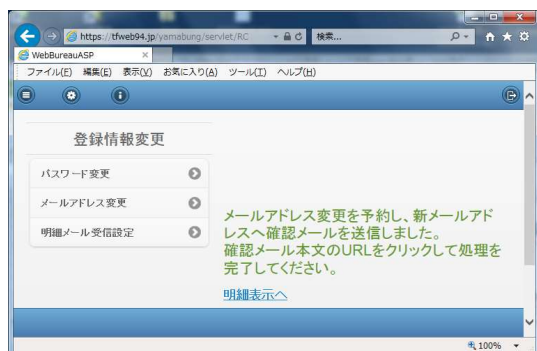 https://tfweb94.jp/yamabung/servlet/RC
検索...
WebBureauASP ×
ファイル(F) 編集(E) 表示(V) お気に入り(A) ツール(T) ヘルプ(H)
登録情報変更
パスワード変更
メールアドレス変更
明細メール受信設定
メールアドレス変更を予約し、新メールアド
レスへ確認メールを送信しました。
確認メール本文のURLをクリックして処理を
完了してください。
明細表示へ
100%